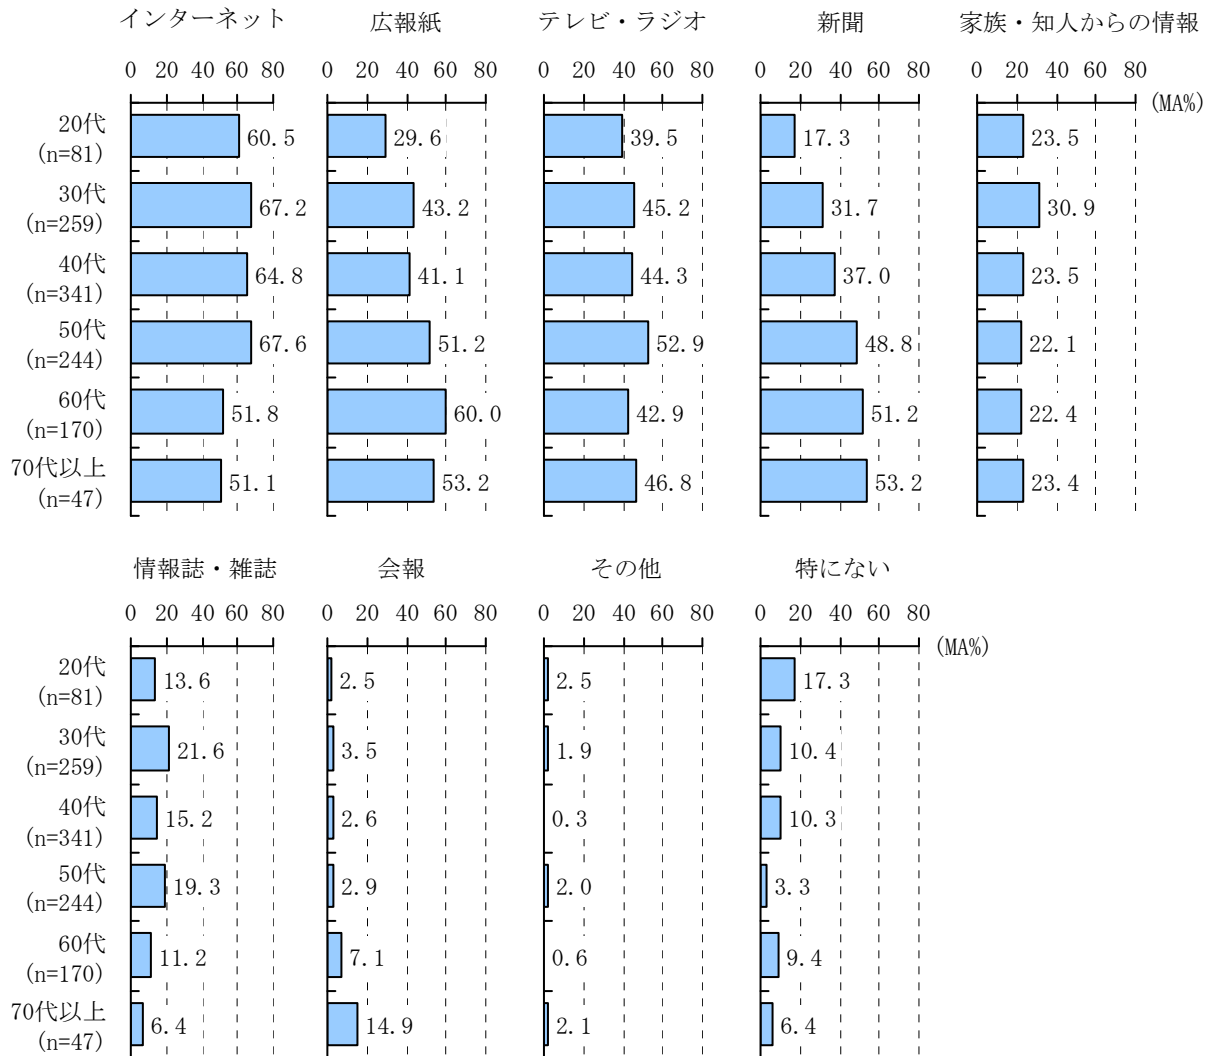 インターネット 広報紙 テレビ・ラジオ 新聞 家族・知人からの情報
0 20 40 60 80 0 20 40 60 80 0 20 40 60 80 0 20 40 60 80 0 20 40 60 80
(MA%)
20代
(n=81)
60.5 29.6 39.5 17.3 23.5
30代
(n=259)
67.2 43.2 45.2 31.7 30.9
40代
(n=341)
64.8 41.1 44.3 37.0 23.5
50代
(n=244)
67.6 51.2 52.9 48.8 22.1
60代
(n=170)
51.8 60.0 42.9 51.2 22.4
70代以上
(n=47)
51.1 53.2 46.8 53.2 23.4
情報誌・雑誌 会報 その他 特にない
0 20 40 60 80 0 20 40 60 80 0 20 40 60 80 0 20 40 60 80
(MA%)
20代
(n=81)
13.6 2.5 2.5 17.3
30代
(n=259)
21.6 3.5 1.9 10.4
40代
(n=341)
15.2 2.6 0.3 10.3
50代
(n=244)
19.3 2.9 2.0 3.3
60代
(n=170)
11.2 7.1 0.6 9.4
70代以上
(n=47)
6.4 14.9 2.1 6.4